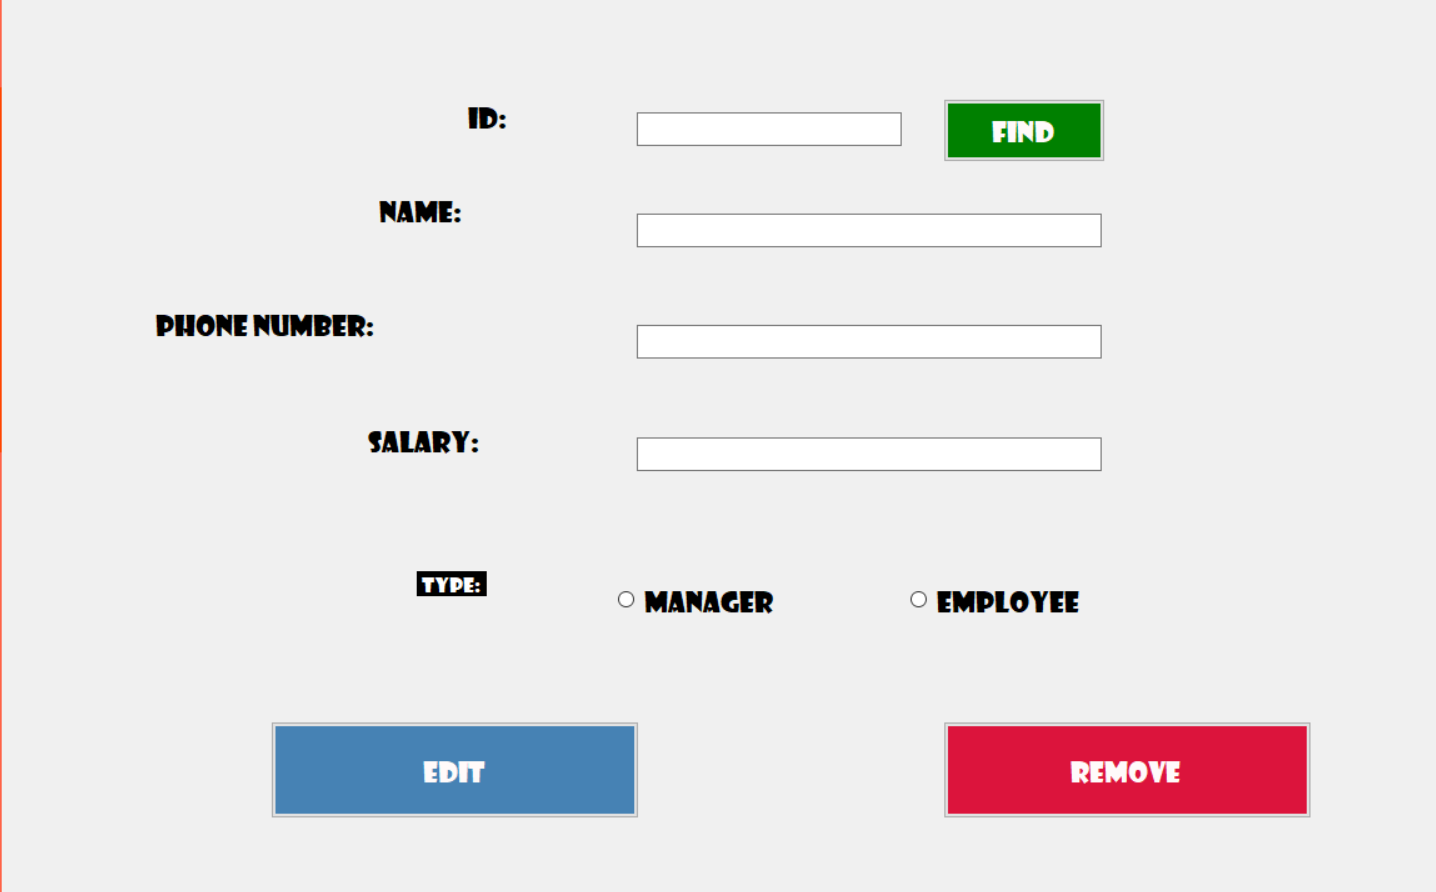 ID:
FIND
NAME:
PHONE NUMBER:
SALARY:
TYPE:
MANAGER
EMPLOYEE
EDIT
REMOVE